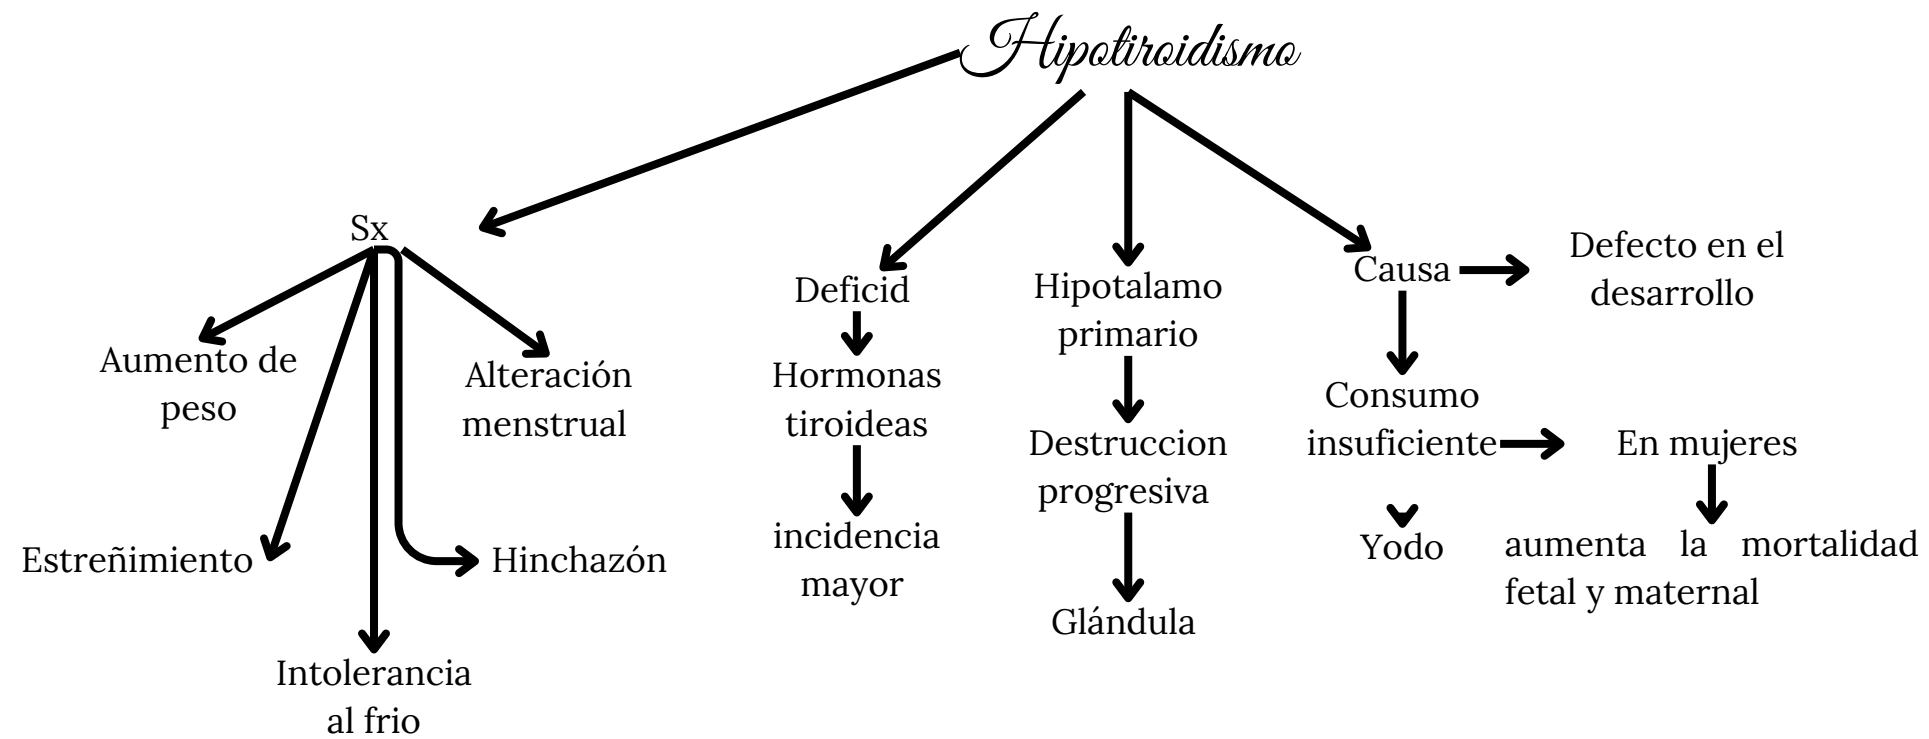 Hipotiroidismo
Sx
Aumento de
peso
Estreñimiento
Intolerancia
al frio
Hinchazón
Alteración
menstrual
Deficid
Hormonas
tiroideas
incidencia
mayor
Hipotalamo
primario
Destruccion
progresiva
Glándula
Causa
Defecto en el
desarrollo
Consumo
insuficiente
Yodo
En mujeres
aumenta la mortalidad
fetal y maternal